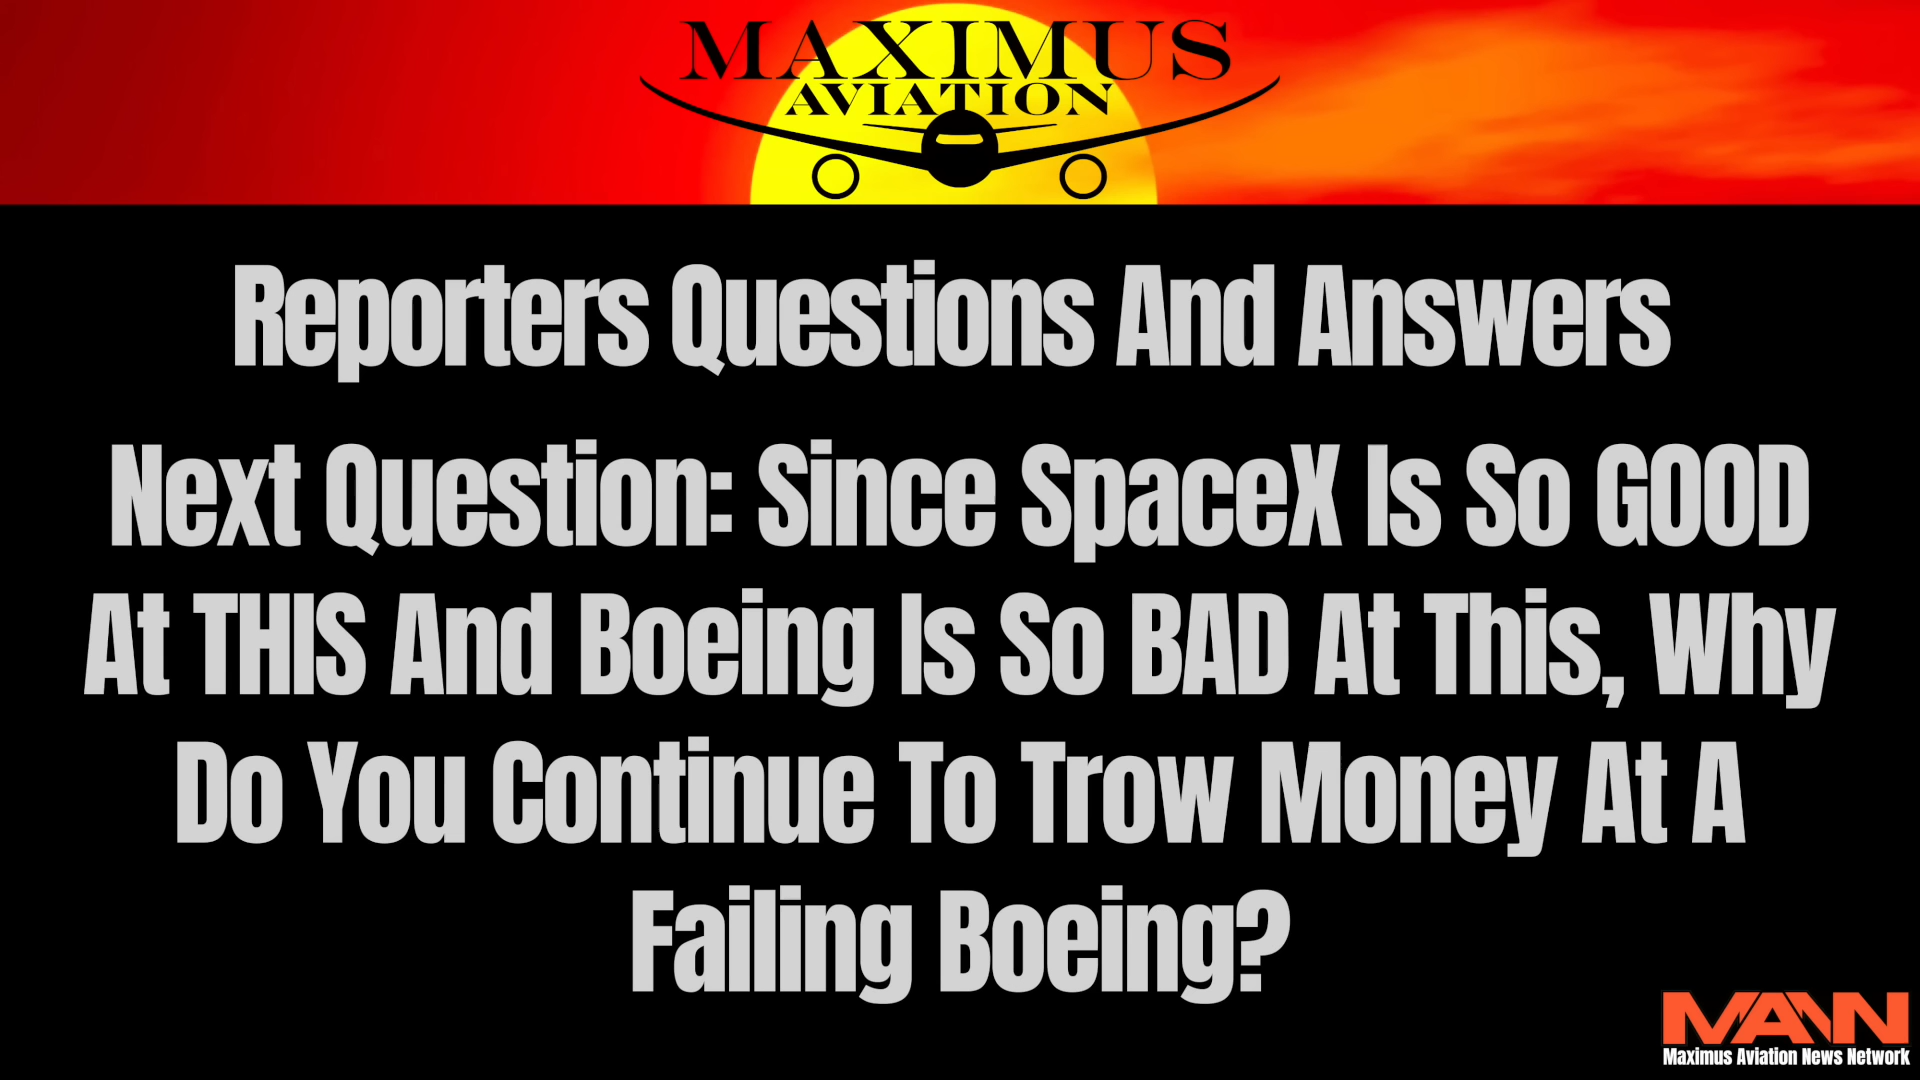 MAXIMUS
AVIATION
Reporters Questions And Answers
Next Question: Since SpaceX Is So GOOD
At THIS And Boeing Is So BAD At This, Why
Do You Continue To Trow Money At A
Failing Boeing?
MAVN
Maximus Aviation News Network